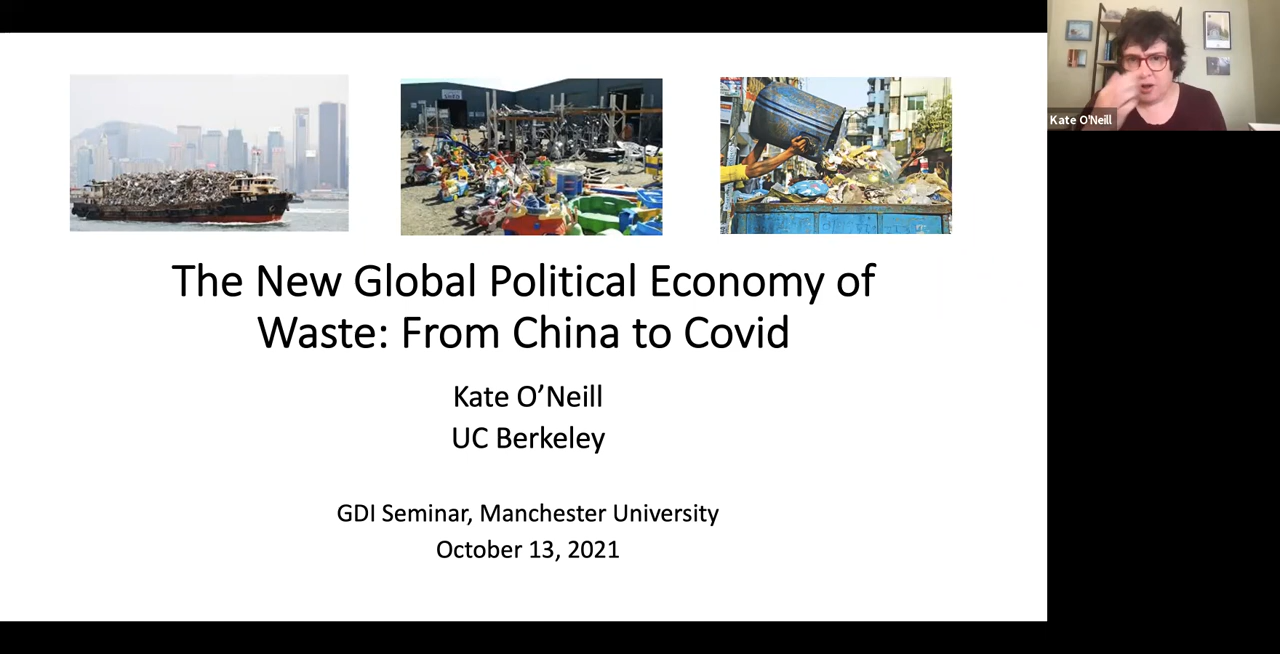 Kate O'Neill
The New Global Political Economy of
Waste: From China to Covid
Kate O’Neill
UC Berkeley
GDI Seminar, Manchester University
October 13, 2021